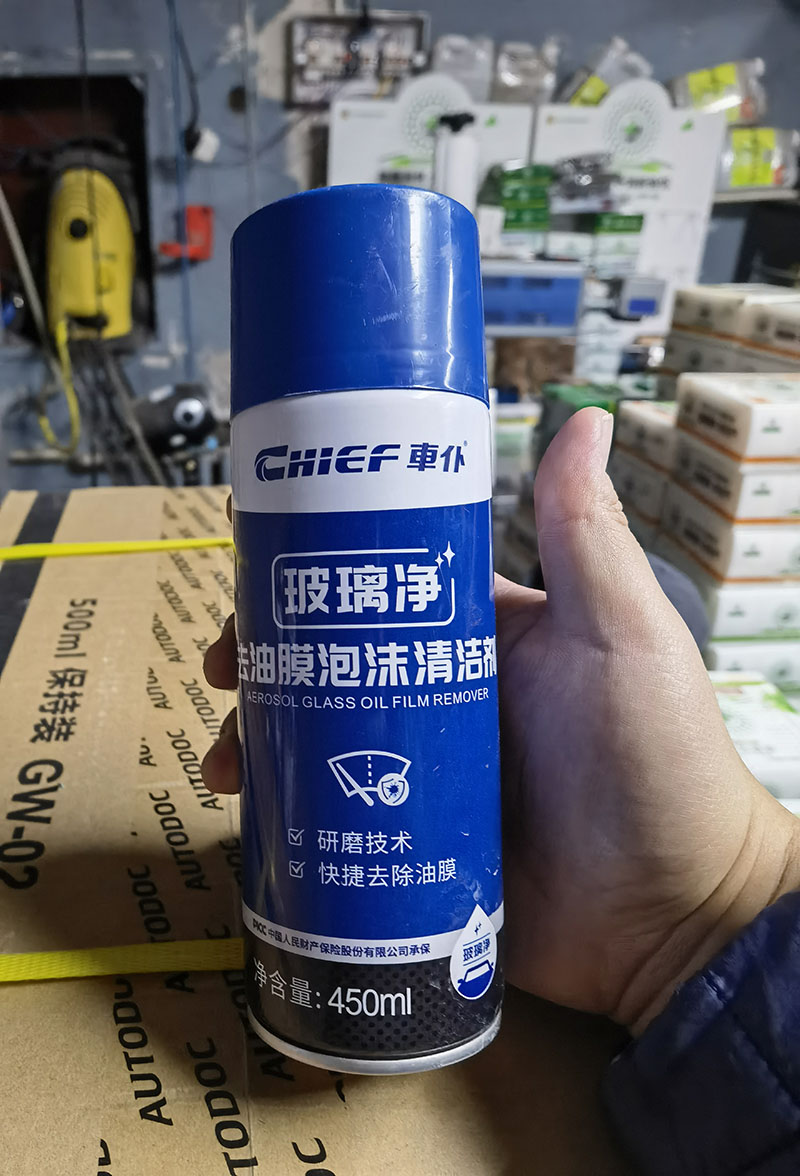 CHIEF 車仆®
玻璃净
去油膜泡沫清洁剂
AEROSOL GLASS OIL FILM REMOVER
研磨技术
快捷去除油膜
PICC 中国人民财产保险股份有限公司承保
玻璃净
净含量: 450ml
500ml 保持装 GW-02
AUTODOC
AUTODOC
AUTODOC
AUTODOC
AUTODOC